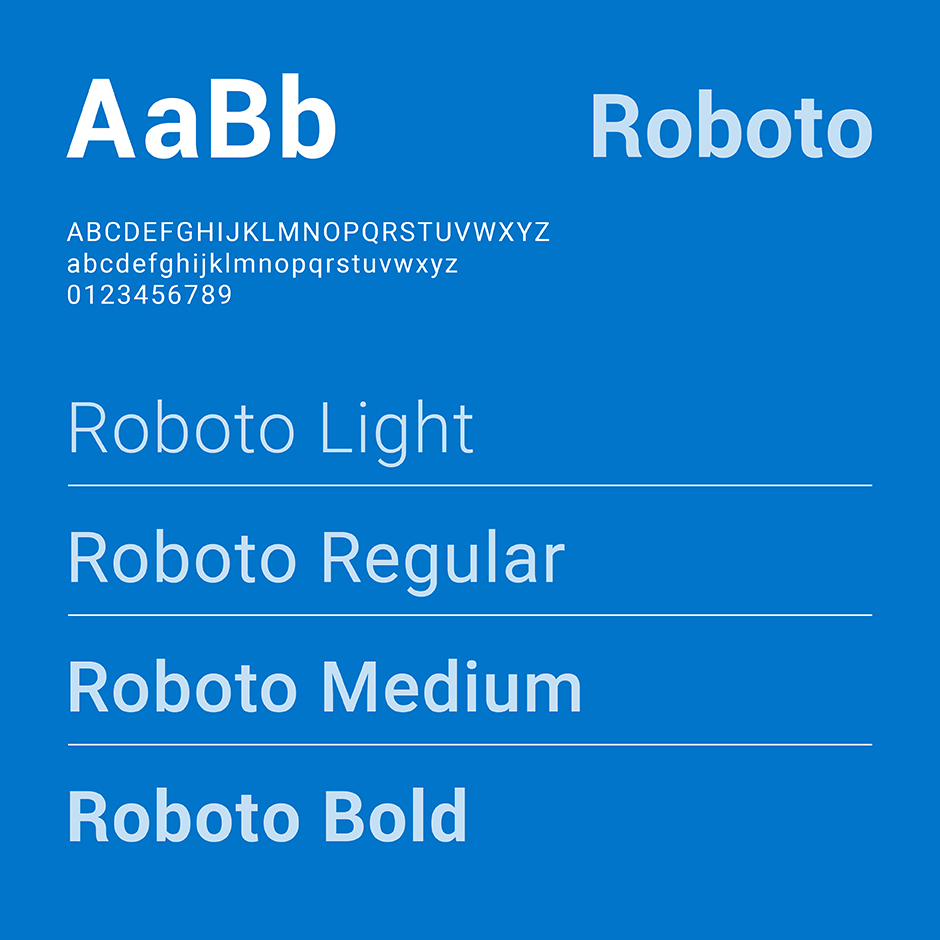 AaBb
Roboto
ABCDEFGHIJKLMNOPQRSTUVWXYZ
abcdefghijklmnopqrstuvwxyz
0123456789
Roboto Light
Roboto Regular
Roboto Medium
Roboto Bold